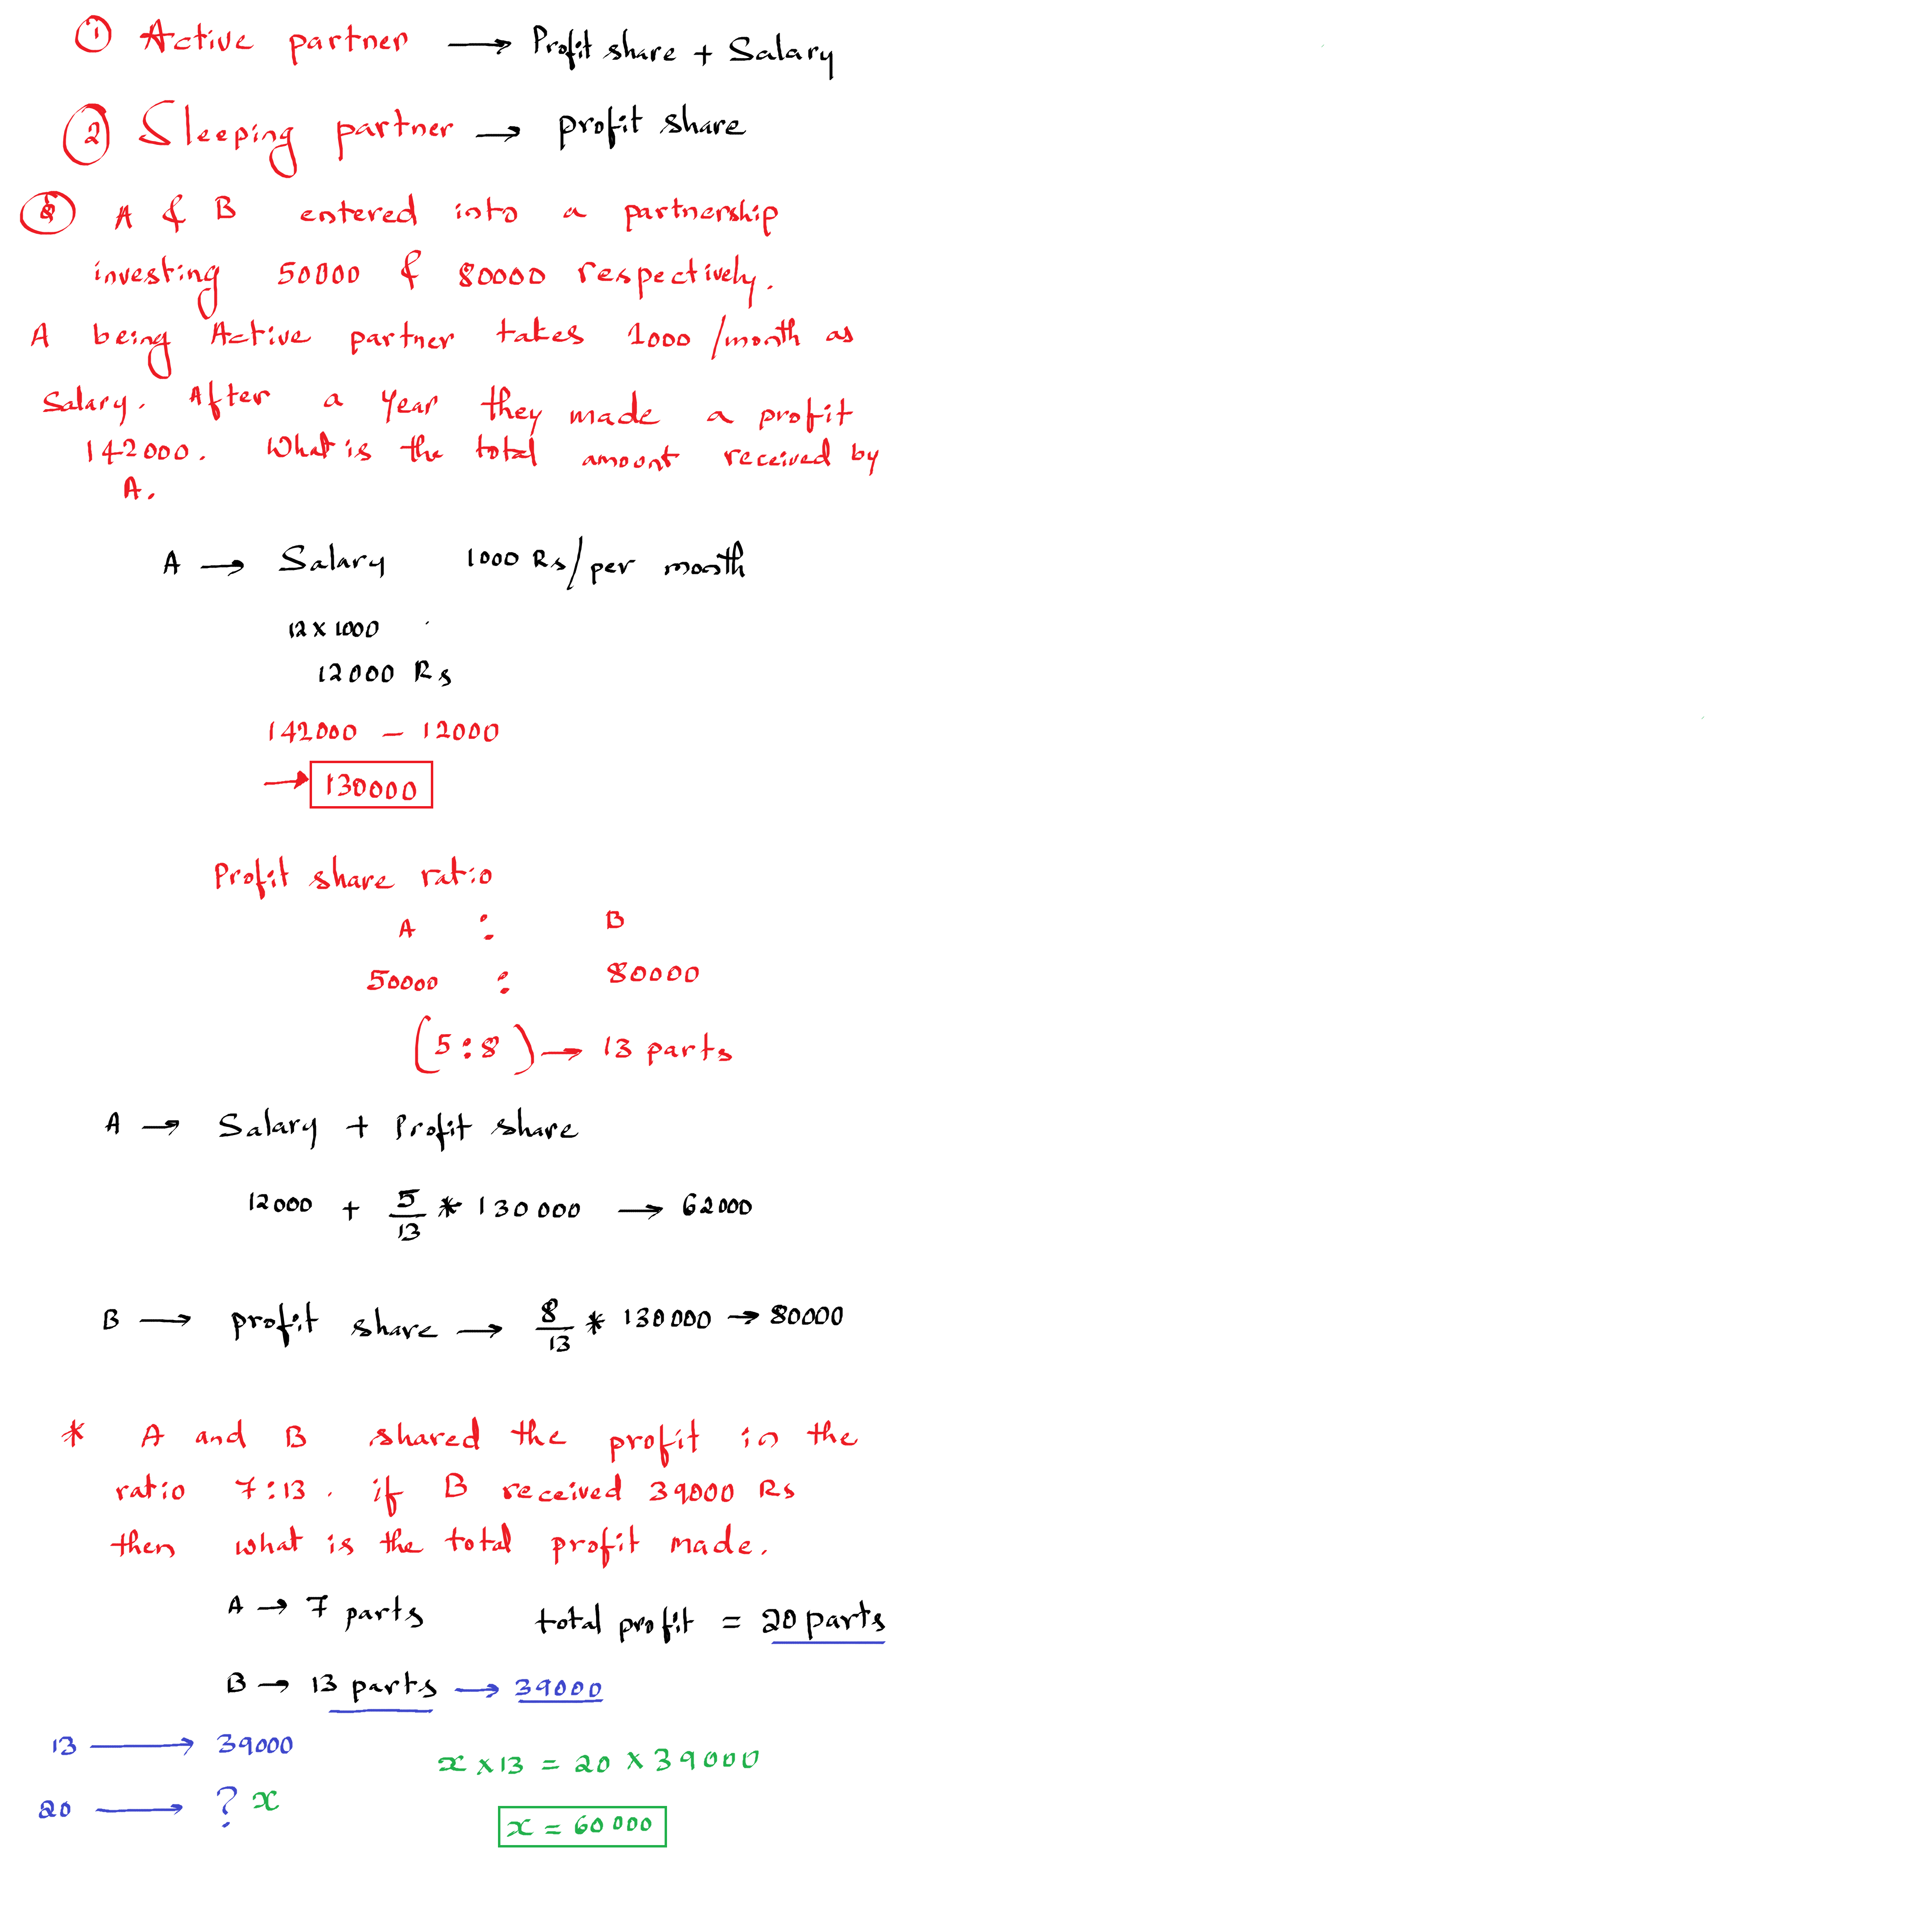 ① Active partner → Profit share + Salary
② Sleeping partner → profit share
A & B entered into a partnership
investing 50000 & 80000 respectively.
A being Active partner takes 1000 /month as
Salary. After a year they made a profit
142000. What is the total amount received by
A.
A → Salary 1000 Rs/per month
12 x 1000
12000 Rs
142000 - 12000
→ 130000
Profit share ratio
A : B
50000 : 80000
(5:8) → 13 parts
A → Salary + Profit share
12000 + 5/13 * 130000 → 62000
B → profit share → 8/13 * 130000 → 80000
* A and B shared the profit in the
ratio 7:13. if B received 39000 Rs
then what is the total profit made.
A → 7 parts total profit = 20 parts
B → 13 parts → 39000
13 → 39000
x x 13 = 20 x 39000
20 → ? x
x = 60000